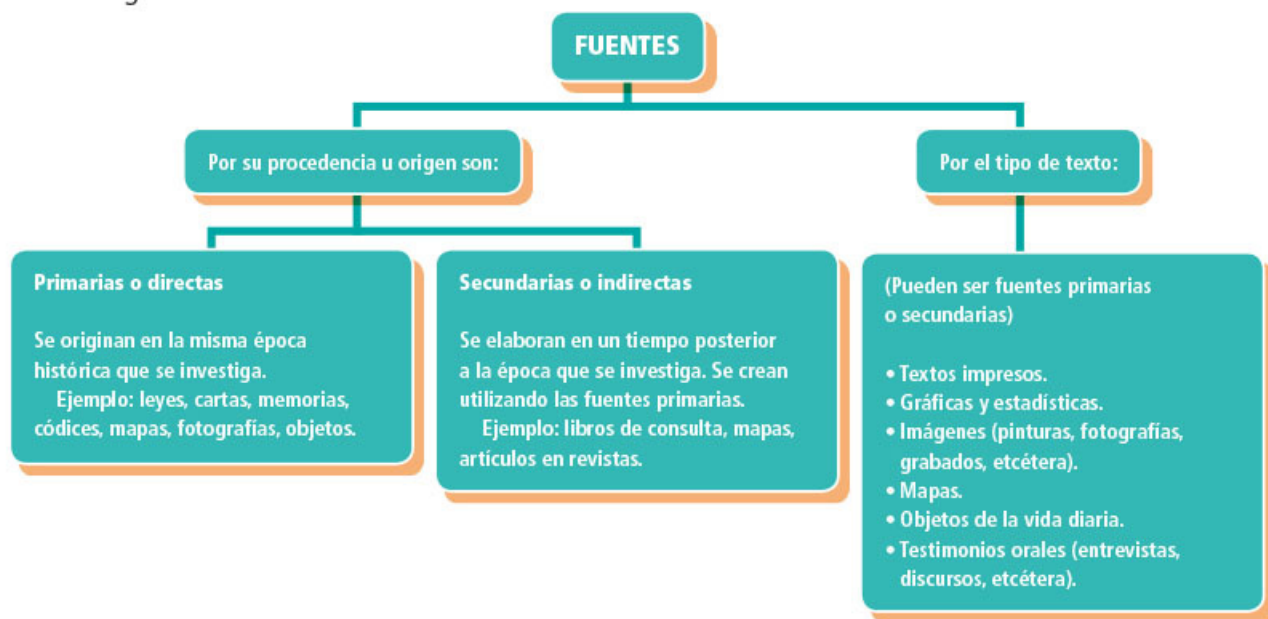 FUENTES
Por su procedencia u origen son:
Por el tipo de texto:
Primarias o directas
Se originan en la misma época
histórica que se investiga.
Ejemplo: leyes, cartas, memorias,
códices, mapas, fotografías, objetos.
Secundarias o indirectas
Se elaboran en un tiempo posterior
a la época que se investiga. Se crean
utilizando las fuentes primarias.
Ejemplo: libros de consulta, mapas,
artículos en revistas.
(Pueden ser fuentes primarias
o secundarias)
• Textos impresos.
• Gráficas y estadísticas.
• Imágenes (pinturas, fotografías,
grabados, etcétera).
• Mapas.
• Objetos de la vida diaria.
• Testimonios orales (entrevistas,
discursos, etcétera).